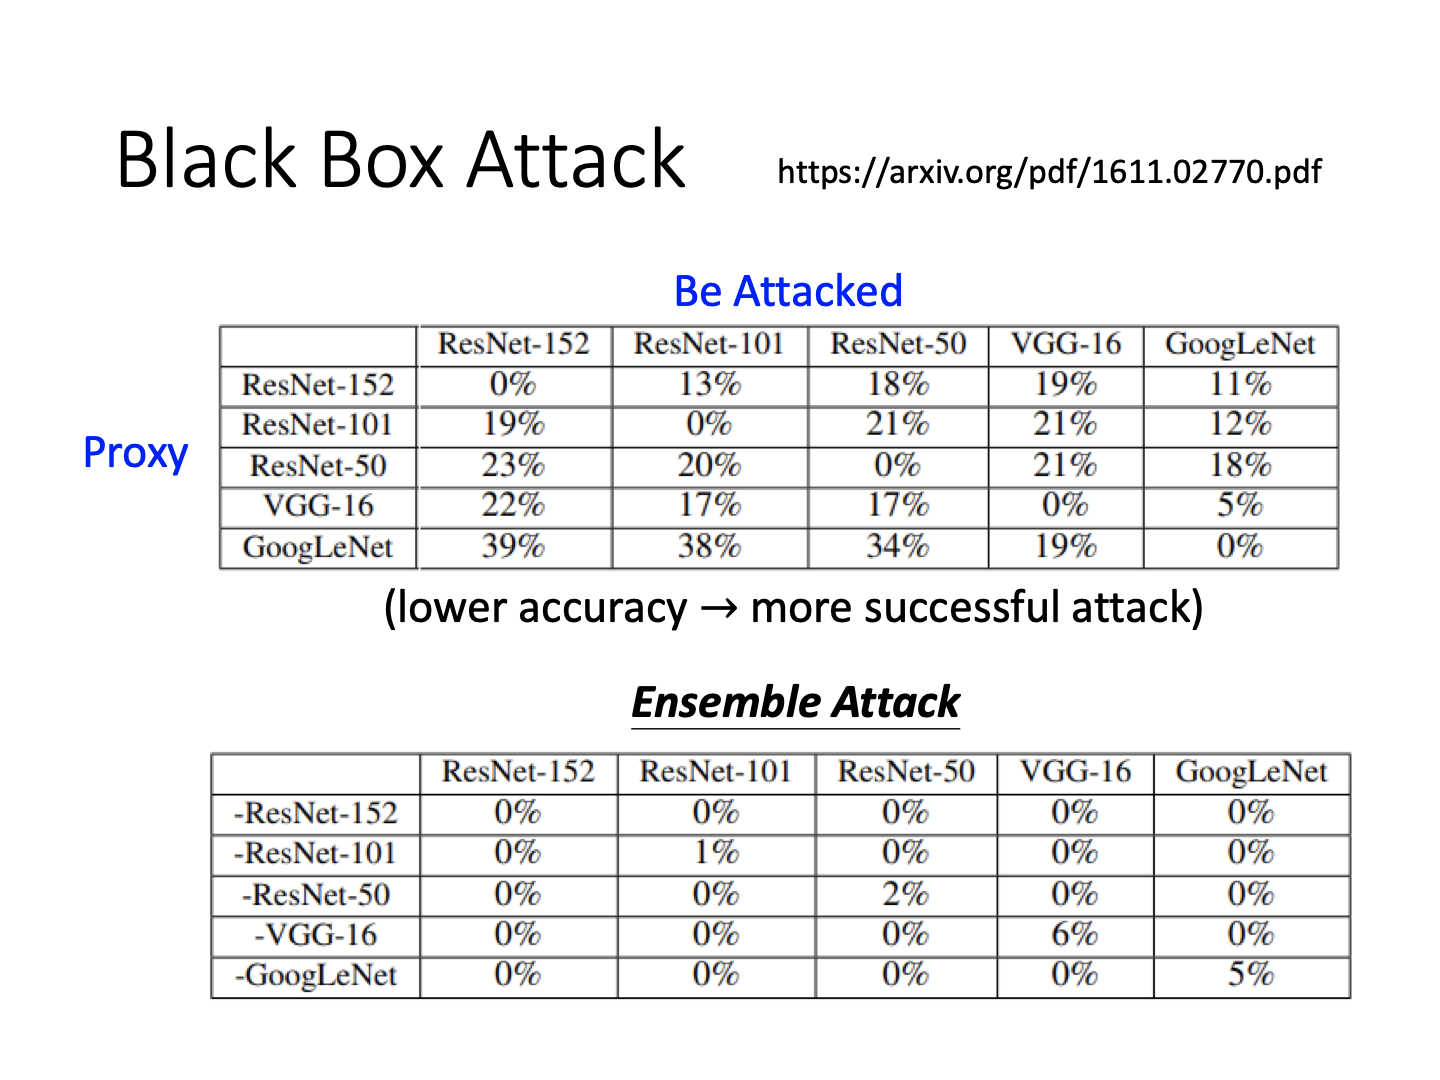 Black Box Attack
https://arxiv.org/pdf/1611.02770.pdf
Be Attacked
ResNet-152 ResNet-101 ResNet-50 VGG-16 GoogLeNet
ResNet-152 0% 13% 18% 19% 11%
ResNet-101 19% 0% 21% 21% 12%
Proxy
ResNet-50 23% 20% 0% 21% 18%
VGG-16 22% 17% 17% 0% 5%
GoogLeNet 39% 38% 34% 19% 0%
(lower accuracy → more successful attack)
Ensemble Attack
ResNet-152 ResNet-101 ResNet-50 VGG-16 GoogLeNet
-ResNet-152 0% 0% 0% 0% 0%
-ResNet-101 0% 1% 0% 0% 0%
-ResNet-50 0% 0% 2% 0% 0%
-VGG-16 0% 0% 0% 6% 0%
-GoogLeNet 0% 0% 0% 0% 5%